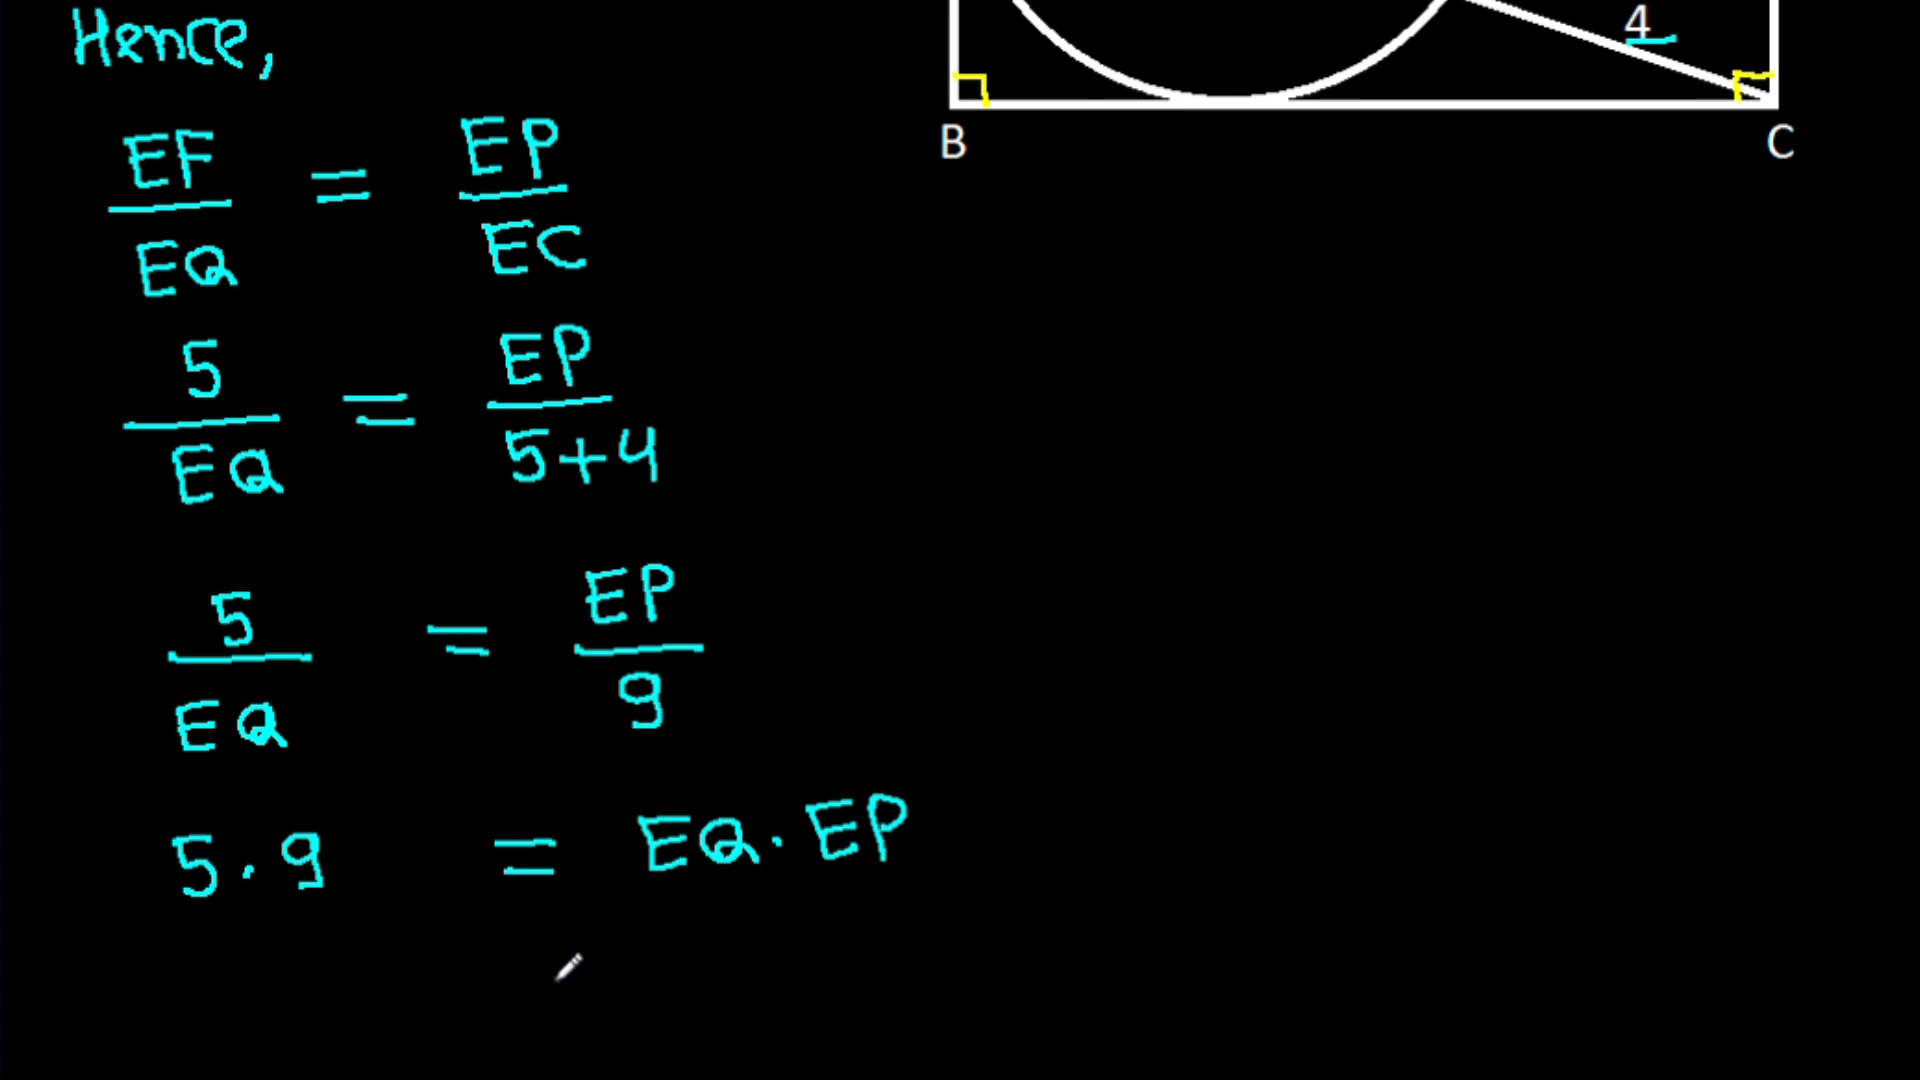 Hence,
EF/EQ = EP/EC
5/EQ = EP/5+4
5/EQ = EP/9
5.9 = EQ.EP
4
B C